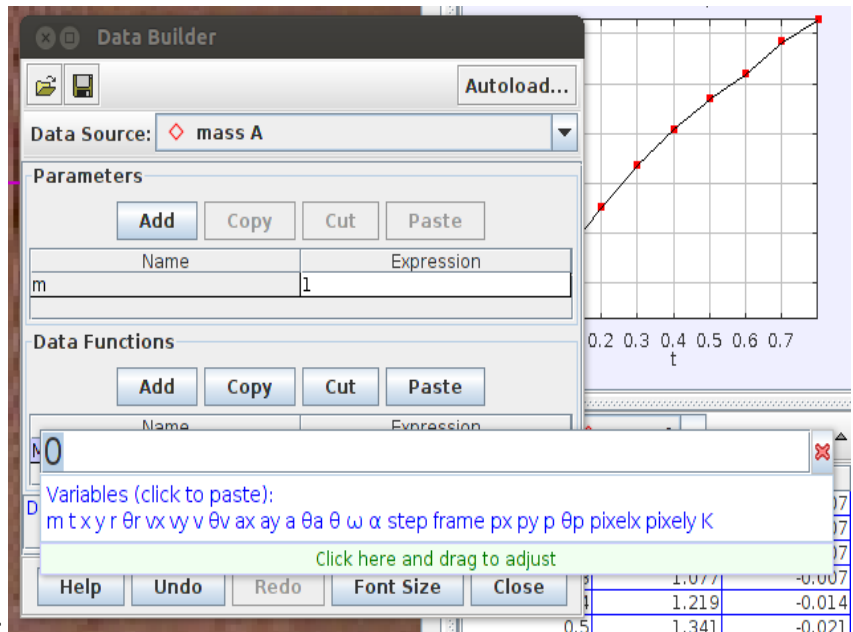 Data Builder
Autoload...
Data Source: mass A
Parameters
Add Copy Cut Paste
Name Expression
m 1
Data Functions
Add Copy Cut Paste
Name Expression
0
Variables (click to paste):
m t x y r θr vx vy v θv ax ay a θa θ ω α step frame px py p θp pixelx pixely K
Click here and drag to adjust
Help Undo Redo Font Size Close
0.2 0.3 0.4 0.5 0.6 0.7
t
1.077 -0.007
1.219 -0.014
0.5 1.341 -0.021